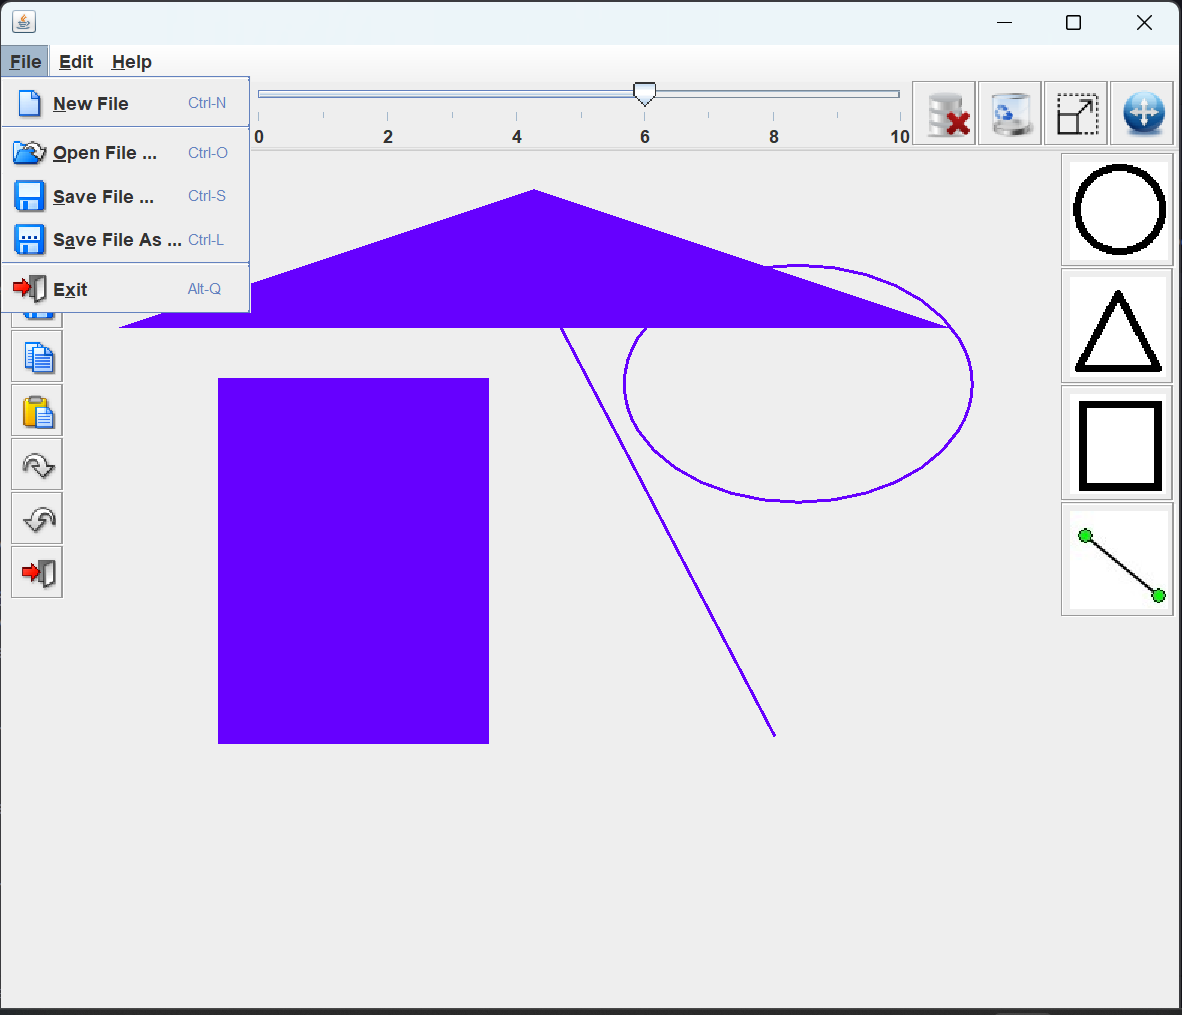 File Edit Help
New File Ctrl-N
Open File ... Ctrl-O
Save File ... Ctrl-S
Save File As ... Ctrl-L
Exit Alt-Q
0 2 4 6 8 10